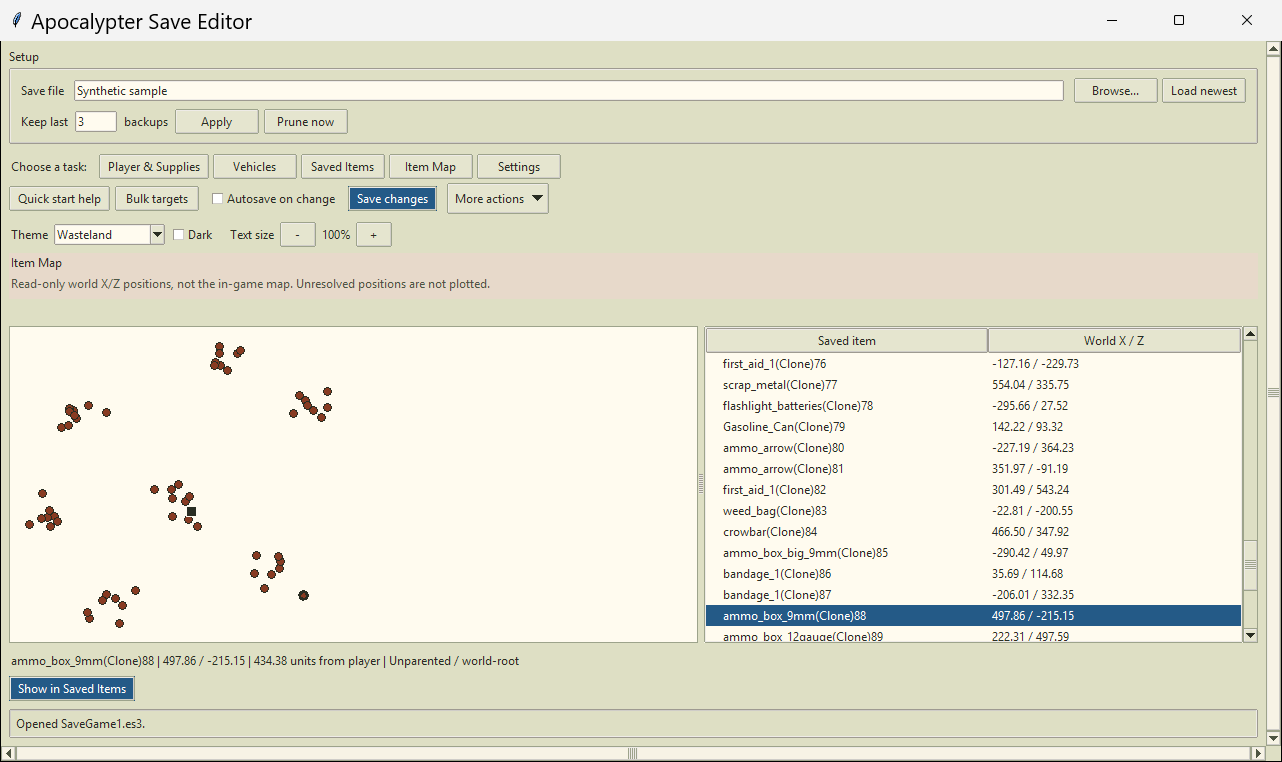 Apocalypter Save Editor
Setup
Save file Synthetic sample Browse... Load newest
Keep last 3 backups Apply Prune now
Choose a task: Player & Supplies Vehicles Saved Items Item Map Settings
Quick start help Bulk targets Autosave on change Save changes More actions
Theme Wasteland Dark Text size - 100% +
Item Map
Read-only world X/Z positions, not the in-game map. Unresolved positions are not plotted.
Saved item World X / Z
first_aid_1(Clone)76 -127.16 / -229.73
scrap_metal(Clone)77 554.04 / 335.75
flashlight_batteries(Clone)78 -295.66 / 27.52
Gasoline_Can(Clone)79 142.22 / 93.32
ammo_arrow(Clone)80 -227.19 / 364.23
ammo_arrow(Clone)81 351.97 / -91.19
first_aid_1(Clone)82 301.49 / 543.24
weed_bag(Clone)83 -22.81 / -200.55
crowbar(Clone)84 466.50 / 347.92
ammo_box_big_9mm(Clone)85 -290.42 / 49.97
bandage_1(Clone)86 35.69 / 114.68
bandage_1(Clone)87 -206.01 / 332.35
ammo_box_9mm(Clone)88 497.86 / -215.15
ammo_box_12gauge(Clone)89 222.31 / 497.59
ammo_box_9mm(Clone)88 | 497.86 / -215.15 | 434.38 units from player | Unparented / world-root
Show in Saved Items
Opened SaveGame1.es3.